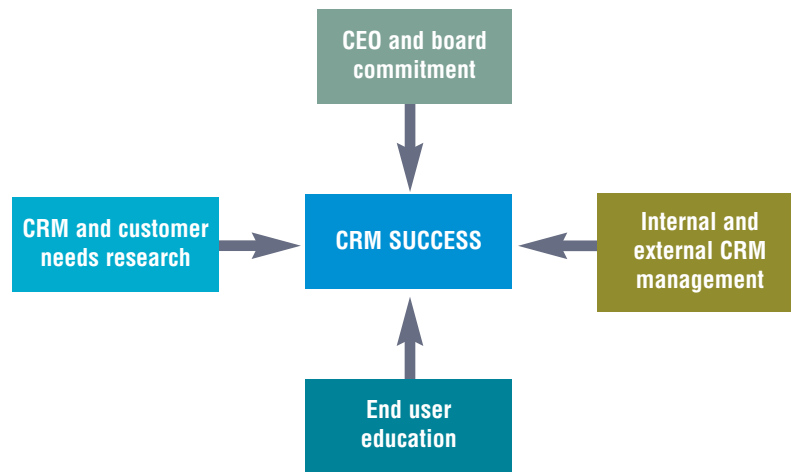 CEO and board
commitment
CRM and customer
needs research
CRM SUCCESS
Internal and
external CRM
management
End user
education